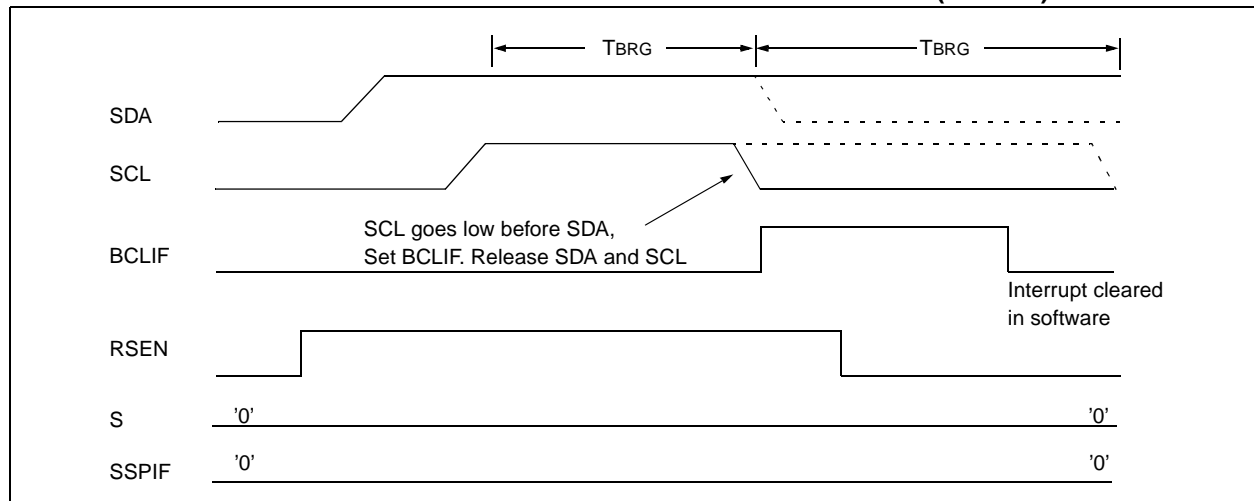 TBRG TBRG
SDA
SCL
SCL goes low before SDA,
Set BCLIF. Release SDA and SCL
BCLIF
Interrupt cleared
in software
RSEN
S '0' '0'
SSPIF '0' '0'